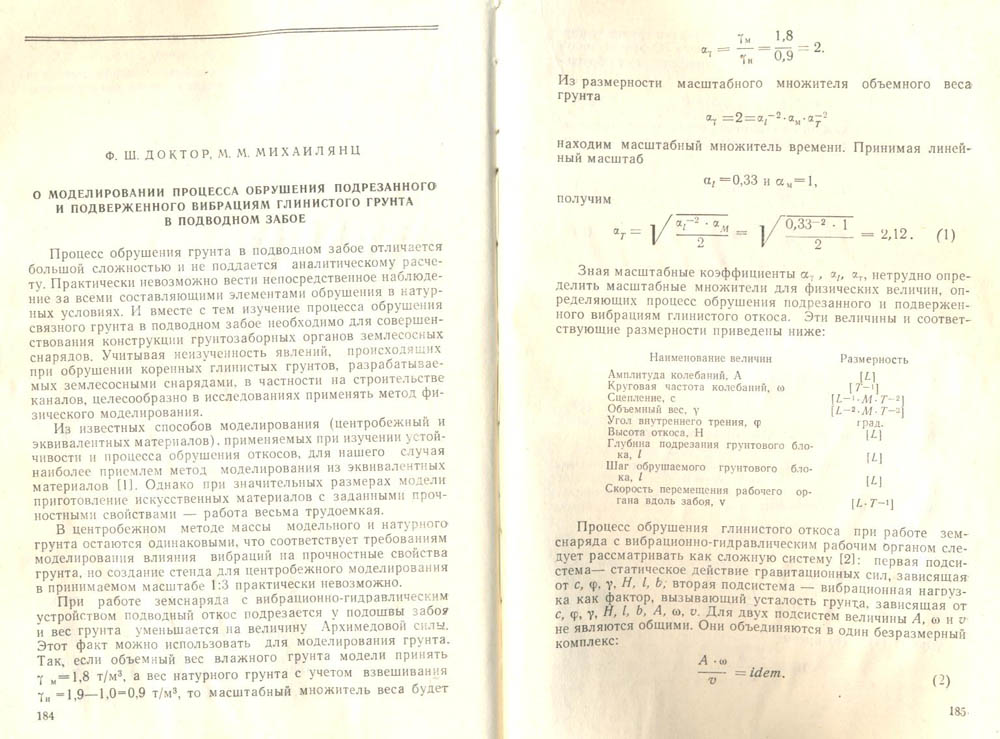 Ф. Ш. ДОКТОР, М. М. МИХАИЛЯНЦ
О МОДЕЛИРОВАНИИ ПРОЦЕССА ОБРУШЕНИЯ ПОДРЕЗАННОГО
И ПОДВЕРЖЕННОГО ВИБРАЦИЯМ ГЛИНИСТОГО ГРУНТА
В ПОДВОДНОМ ЗАБОЕ
Процесс обрушения грунта в подводном забое отличается
большой сложностью и не поддается аналитическому расче-
ту. Практически невозможно вести непосредственное наблюде-
ние за всеми составляющими элементами обрушения в натур-
ных условиях. И вместе с тем изучение процесса обрушения
связного грунта в подводном забое необходимо для совершен-
ствования конструкции грунтозаборных органов землесосных
снарядов. Учитывая неизученность явлений, происходящих
при обрушении коренных глинистых грунтов, разрабатывае-
мых землесосными снарядами, в частности на строительстве
каналов, целесообразно в исследованиях применять метод фи-
зического моделирования.
Из известных способов моделирования (центробежный и
эквивалентных материалов), применяемых при изучении устой-
чивости и процесса обрушения откосов, для нашего случая
наиболее приемлем метод моделирования из эквивалентных
материалов [1]. Однако при значительных размерах модели
приготовление искусственных материалов с заданными проч-
ностными свойствами — работа весьма трудоемкая.
В центробежном методе массы модельного и натурного
грунта остаются одинаковыми, что соответствует требованиям
моделирования влияния вибраций на прочностные свойства
грунта, но создание стенда для центробежного моделирования
в принимаемом масштабе 1:3 практически невозможно.
При работе земснаряда с вибрационно-гидравлическим
устройством подводный откос подрезается у подошвы забоя
и вес грунта уменьшается на величину Архимедовой силы.
Этот факт можно использовать для моделирования грунта.
Так, если объемный вес влажного грунта модели принять
γ м=1,8 т/м³, а вес натурного грунта с учетом взвешивания
γн =1,9—1,0=0,9 т/м³, то масштабный множитель веса будет
184
αγ = γм/γн = 1,8/0,9 = 2.
Из размерности масштабного множителя объемного веса
грунта
αγ =2=αl⁻²·αм·αT⁻²
находим масштабный множитель времени. Принимая линей-
ный масштаб
αl =0,33 и αм=1,
получим
αT = √(αl⁻² · αM / 2) = √(0,33⁻² · 1 / 2) = 2,12. (1)
Зная масштабные коэффициенты αγ , αl, αт, нетрудно опре-
делить масштабные множители для физических величин, оп-
ределяющих процесс обрушения подрезанного и подвержен-
ного вибрациям глинистого откоса. Эти величины и соответ-
ствующие размерности приведены ниже:
Наименование величин Размерность
Амплитуда колебаний, А [L]
Круговая частота колебаний, ω [T⁻¹]
Сцепление, с [L⁻¹·M·T⁻²]
Объемный вес, γ [L⁻²·M·T⁻²]
Угол внутреннего трения, φ град.
Высота откоса, Н [L]
Глубина подрезания грунтового бло-
ка, l [L]
Шаг обрушаемого грунтового бло-
ка, l [L]
Скорость перемещения рабочего ор-
гана вдоль забоя, v [L·T⁻¹]
Процесс обрушения глинистого откоса при работе зем-
снаряда с вибрационно-гидравлическим рабочим органом сле-
дует рассматривать как сложную систему [2]: первая подси-
стема— статическое действие гравитационных сил, зависящая
от c, φ, γ, H, l, b; вторая подсистема — вибрационная нагруз-
ка как фактор, вызывающий усталость грунта, зависящая от
c, φ, γ, H, l, b, A, ω, v. Для двух подсистем величины A, ω и v
не являются общими. Они объединяются в один безразмерный
комплекс:
A·ω/v = idem. (2)
185